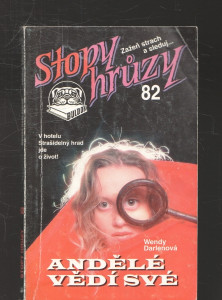 Stopy
hrůzy
Zažeň strach
a sleduj...
82
V hotelu
Strašidelný hrad
jde
o život!
Wendy
Darlenová
ANDĚLÉ
VĚDÍ SVÉ